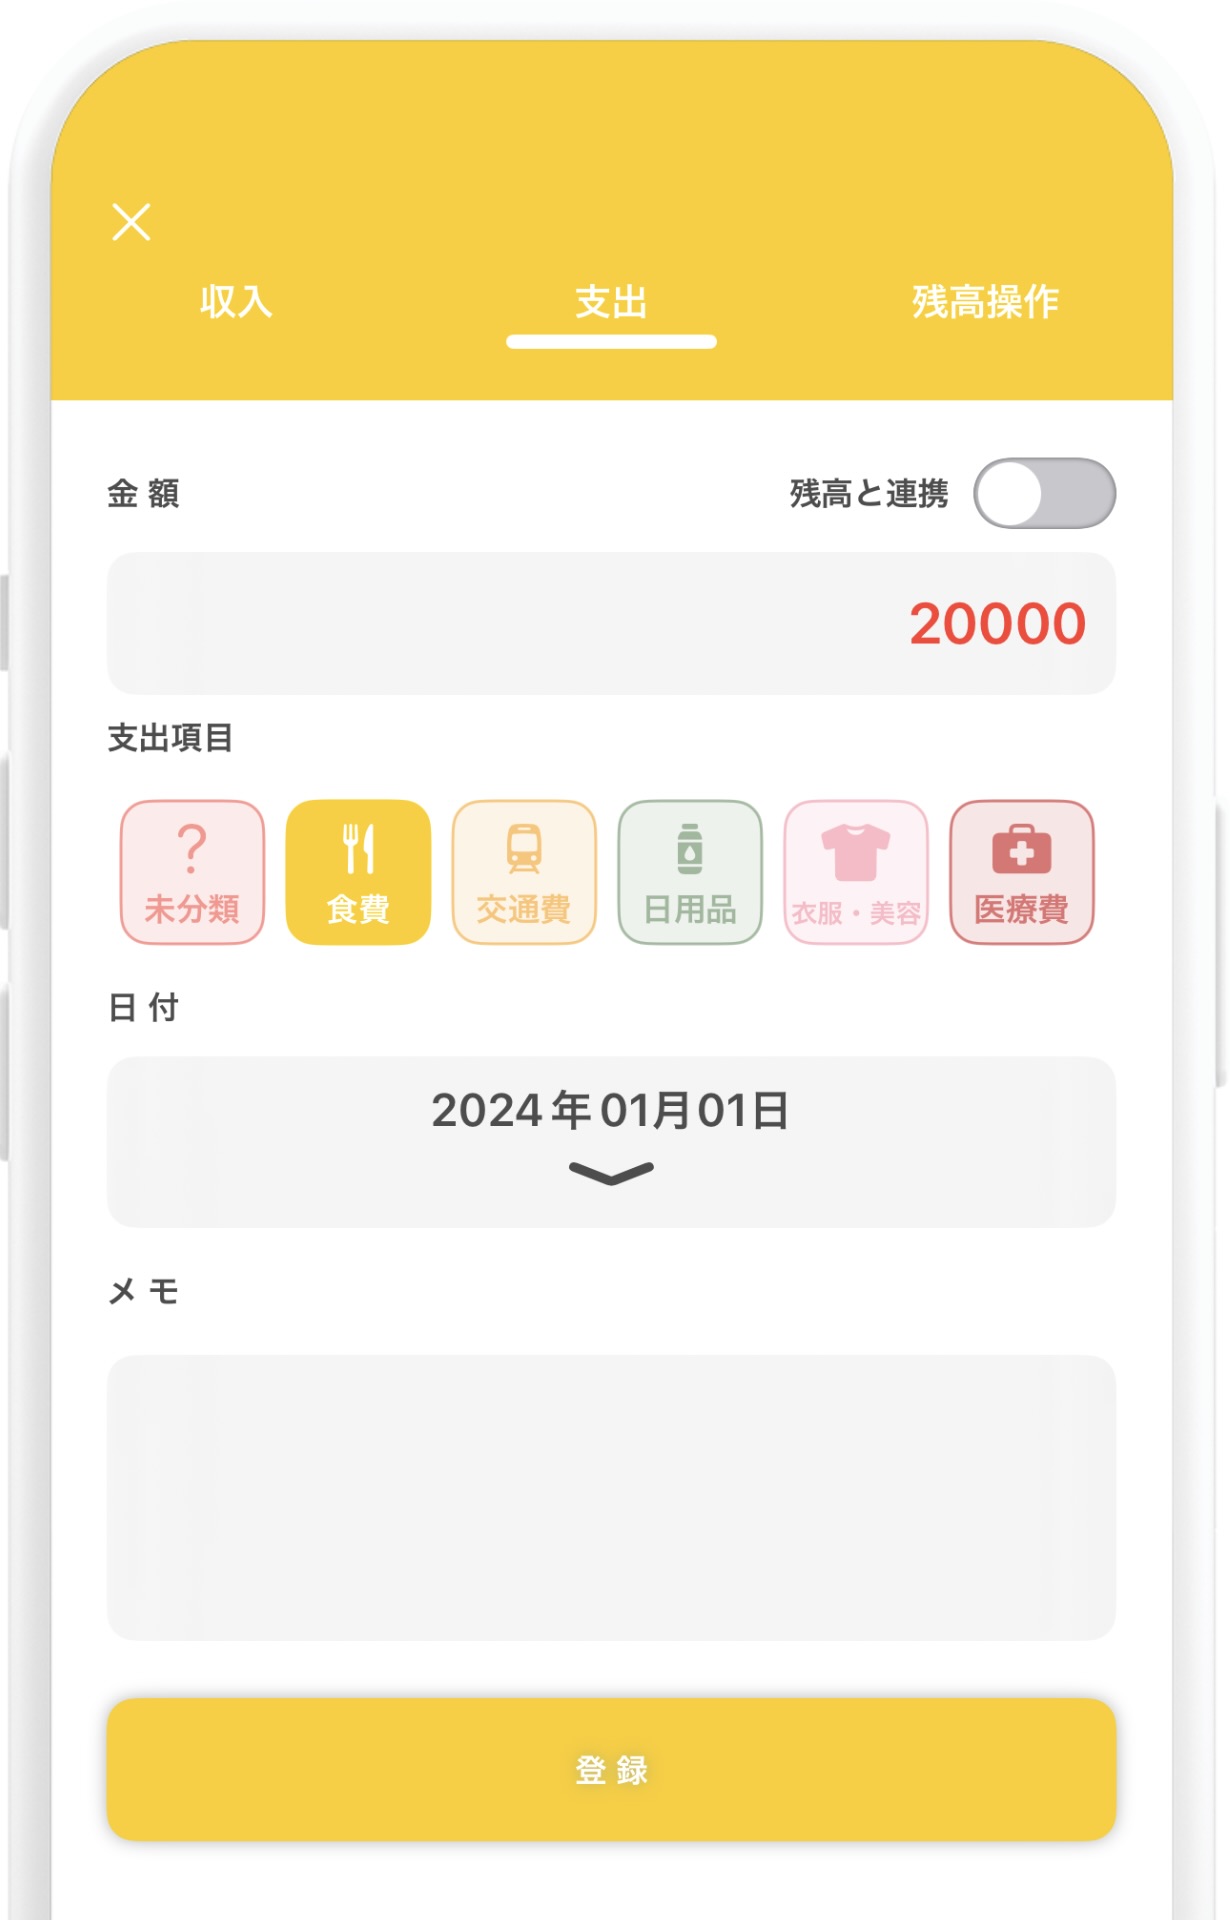 収入 支出 残高操作
金額 残高と連携
20000
支出項目
? 未分類 食費 交通費 日用品 衣服・美容 医療費
日付
2024年01月01日
メモ
登録